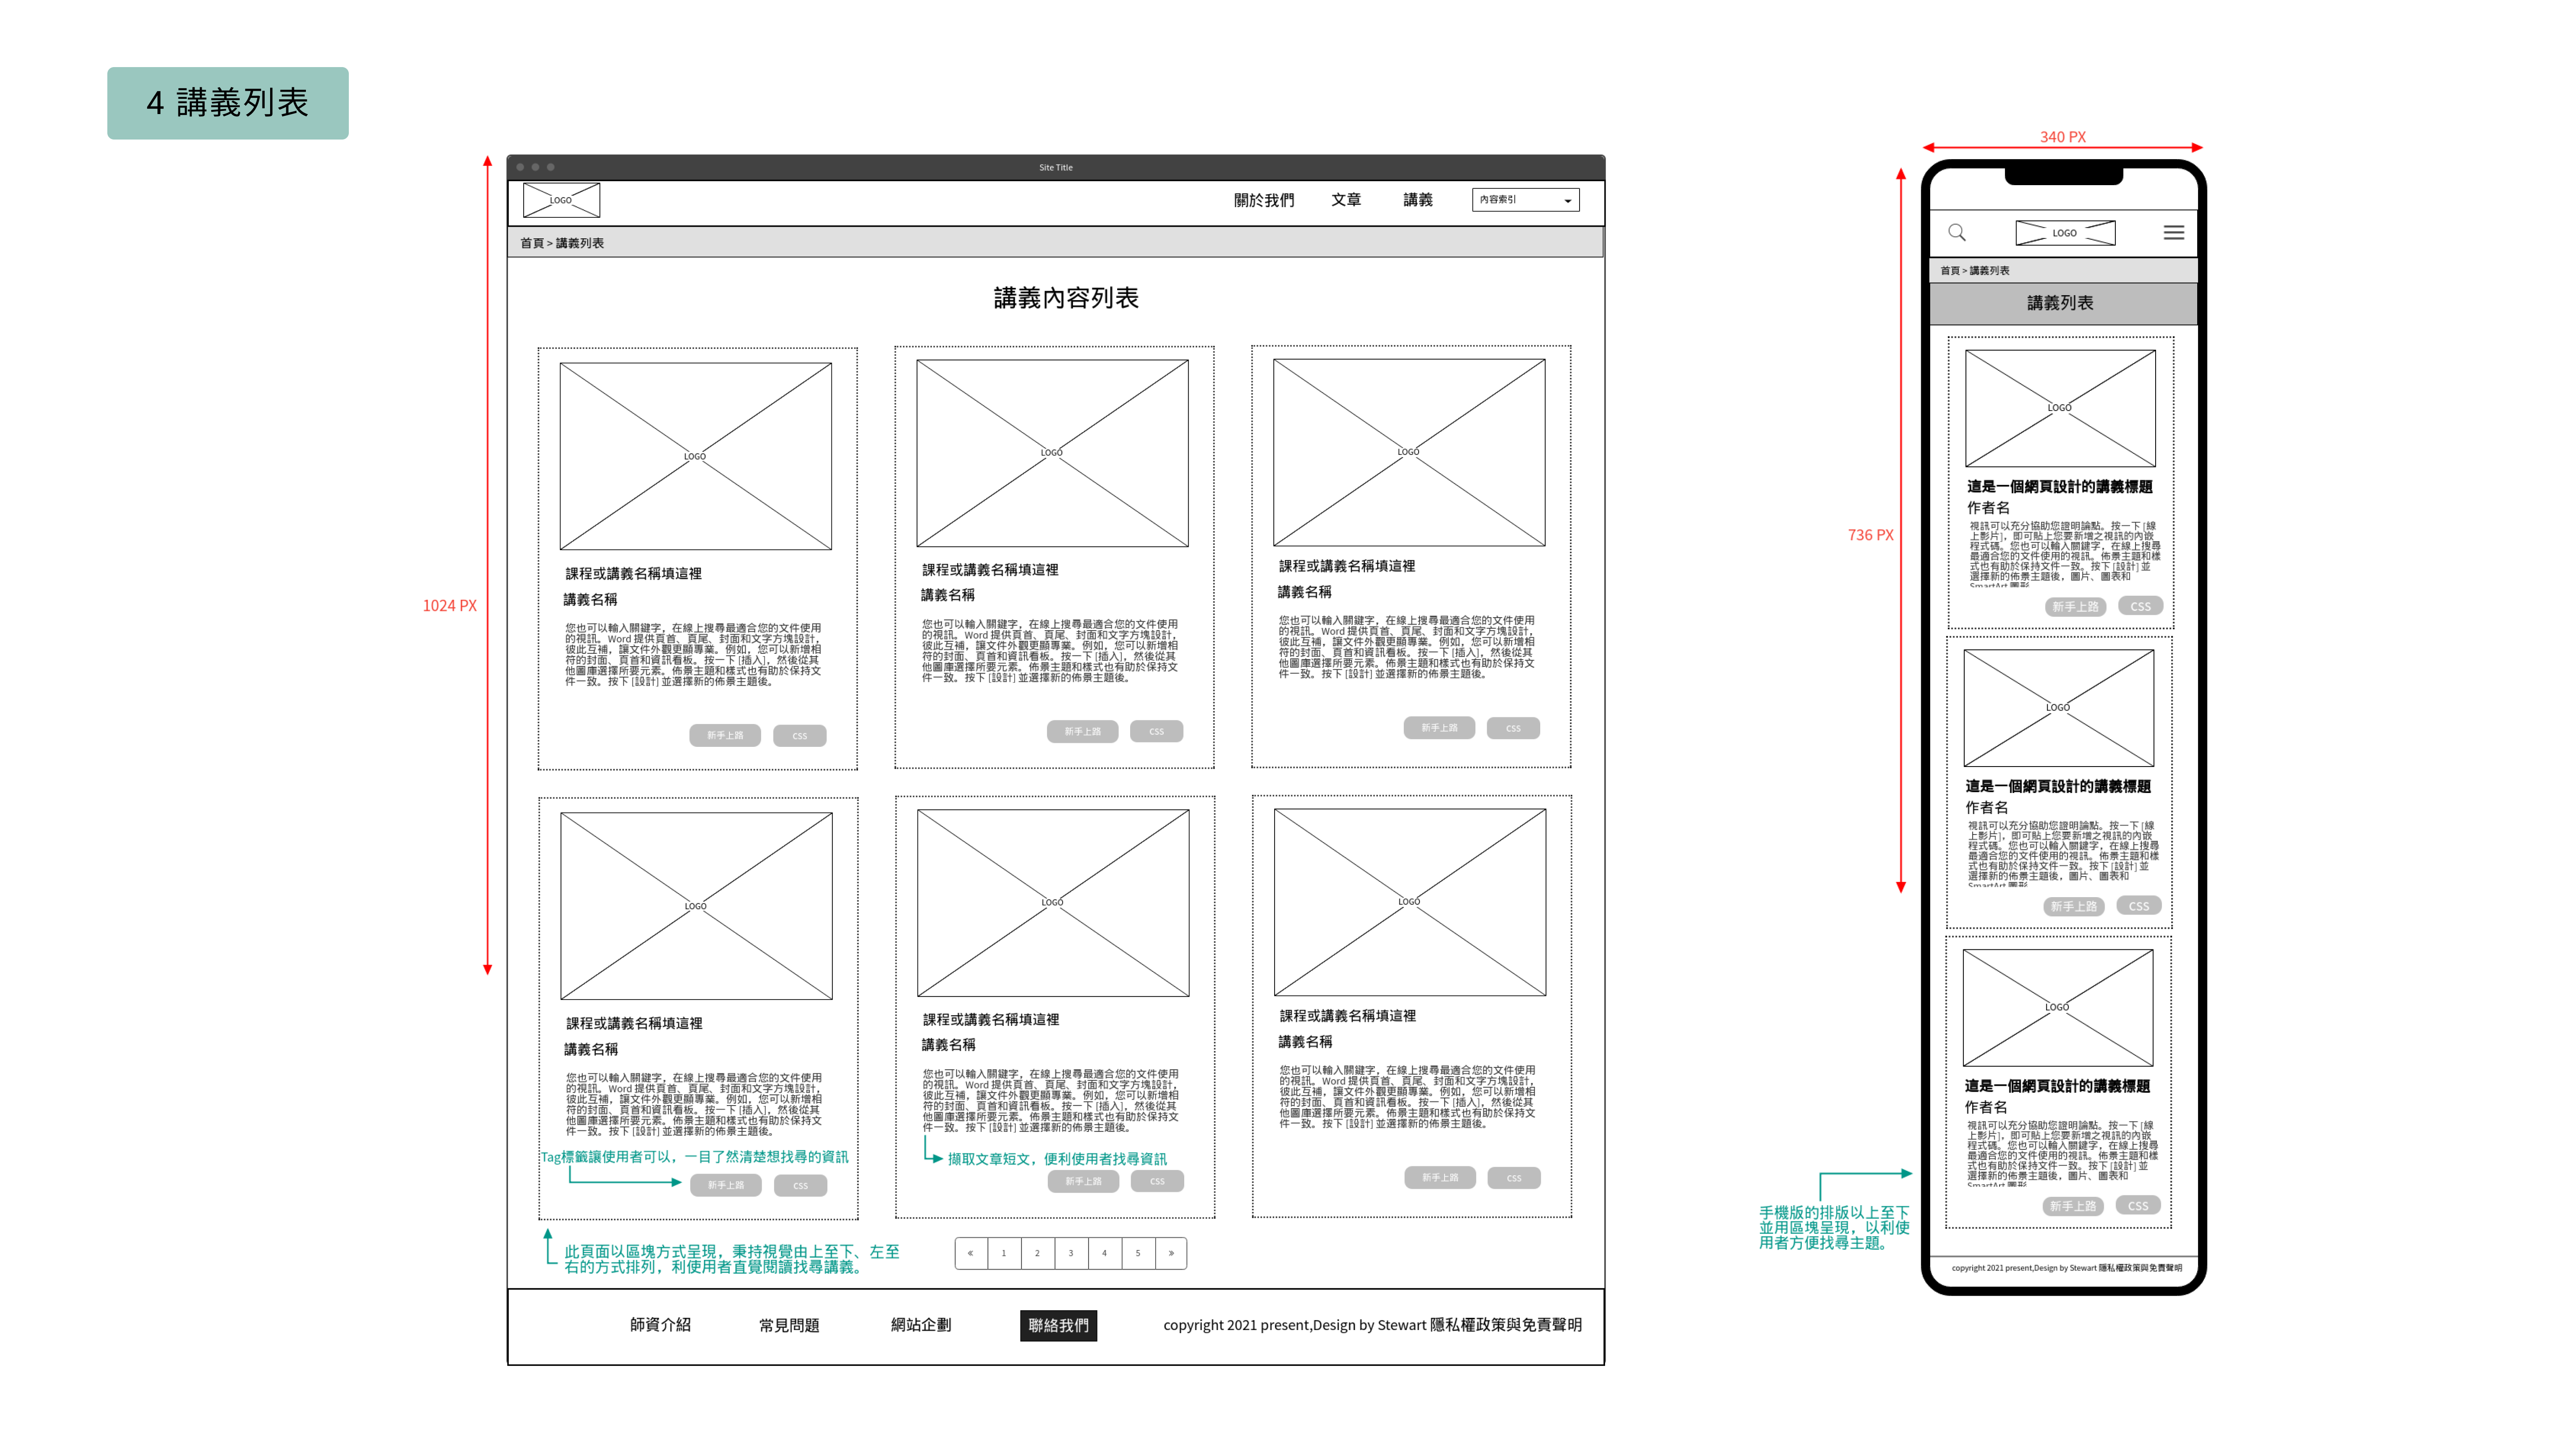 4 講義列表
340 PX
Site Title
LOGO
關於我們
文章
講義
內容索引
首頁 > 講義列表
講義內容列表
LOGO
課程或講義名稱填這裡
講義名稱
您也可以輸入關鍵字，在線上搜尋最適合您的文件使用
的視訊。Word 提供頁首、頁尾、封面和文字方塊設計，
彼此互補，讓文件外觀更顯專業。例如，您可以新增相
符的封面、頁首和資訊看板。按一下 [插入]，然後從其
他圖庫選擇所要元素。佈景主題和樣式也有助於保持文
件一致。按下 [設計] 並選擇新的佈景主題後。
新手上路
CSS
LOGO
課程或講義名稱填這裡
講義名稱
您也可以輸入關鍵字，在線上搜尋最適合您的文件使用
的視訊。Word 提供頁首、頁尾、封面和文字方塊設計，
彼此互補，讓文件外觀更顯專業。例如，您可以新增相
符的封面、頁首和資訊看板。按一下 [插入]，然後從其
他圖庫選擇所要元素。佈景主題和樣式也有助於保持文
件一致。按下 [設計] 並選擇新的佈景主題後。
新手上路
CSS
LOGO
課程或講義名稱填這裡
講義名稱
您也可以輸入關鍵字，在線上搜尋最適合您的文件使用
的視訊。Word 提供頁首、頁尾、封面和文字方塊設計，
彼此互補，讓文件外觀更顯專業。例如，您可以新增相
符的封面、頁首和資訊看板。按一下 [插入]，然後從其
他圖庫選擇所要元素。佈景主題和樣式也有助於保持文
件一致。按下 [設計] 並選擇新的佈景主題後。
新手上路
CSS
1024 PX
LOGO
課程或講義名稱填這裡
講義名稱
您也可以輸入關鍵字，在線上搜尋最適合您的文件使用
的視訊。Word 提供頁首、頁尾、封面和文字方塊設計，
彼此互補，讓文件外觀更顯專業。例如，您可以新增相
符的封面、頁首和資訊看板。按一下 [插入]，然後從其
他圖庫選擇所要元素。佈景主題和樣式也有助於保持文
件一致。按下 [設計] 並選擇新的佈景主題後。
Tag標籤讓使用者可以，一目了然清楚想找尋的資訊
新手上路
CSS
LOGO
課程或講義名稱填這裡
講義名稱
您也可以輸入關鍵字，在線上搜尋最適合您的文件使用
的視訊。Word 提供頁首、頁尾、封面和文字方塊設計，
彼此互補，讓文件外觀更顯專業。例如，您可以新增相
符的封面、頁首和資訊看板。按一下 [插入]，然後從其
他圖庫選擇所要元素。佈景主題和樣式也有助於保持文
件一致。按下 [設計] 並選擇新的佈景主題後。
擷取文章短文，便利使用者找尋資訊
新手上路
CSS
LOGO
課程或講義名稱填這裡
講義名稱
您也可以輸入關鍵字，在線上搜尋最適合您的文件使用
的視訊。Word 提供頁首、頁尾、封面和文字方塊設計，
彼此互補，讓文件外觀更顯專業。例如，您可以新增相
符的封面、頁首和資訊看板。按一下 [插入]，然後從其
他圖庫選擇所要元素。佈景主題和樣式也有助於保持文
件一致。按下 [設計] 並選擇新的佈景主題後。
新手上路
CSS
此頁面以區塊方式呈現，秉持視覺由上至下、左至
右的方式排列，利使用者直覺閱讀找尋講義。
« 1 2 3 4 5 »
師資介紹
常見問題
網站企劃
聯絡我們
copyright 2021 present,Design by Stewart 隱私權政策與免責聲明
736 PX
LOGO
首頁 > 講義列表
講義列表
LOGO
這是一個網頁設計的講義標題
作者名
視訊可以充分協助您證明論點。按一下 [線
上影片]，即可貼上您要新增之視訊的內嵌
程式碼。您也可以輸入關鍵字，在線上搜尋
最適合您的文件使用的視訊。佈景主題和樣
式也有助於保持文件一致。按下 [設計] 並
選擇新的佈景主題後，圖片、圖表和
SmartArt 圖形
新手上路
CSS
LOGO
這是一個網頁設計的講義標題
作者名
視訊可以充分協助您證明論點。按一下 [線
上影片]，即可貼上您要新增之視訊的內嵌
程式碼。您也可以輸入關鍵字，在線上搜尋
最適合您的文件使用的視訊。佈景主題和樣
式也有助於保持文件一致。按下 [設計] 並
選擇新的佈景主題後，圖片、圖表和
SmartArt 圖形
新手上路
CSS
LOGO
這是一個網頁設計的講義標題
作者名
視訊可以充分協助您證明論點。按一下 [線
上影片]，即可貼上您要新增之視訊的內嵌
程式碼。您也可以輸入關鍵字，在線上搜尋
最適合您的文件使用的視訊。佈景主題和樣
式也有助於保持文件一致。按下 [設計] 並
選擇新的佈景主題後，圖片、圖表和
SmartArt 圖形
新手上路
CSS
手機版的排版以上至下
並用區塊呈現，以利使
用者方便找尋主題。
copyright 2021 present,Design by Stewart 隱私權政策與免責聲明